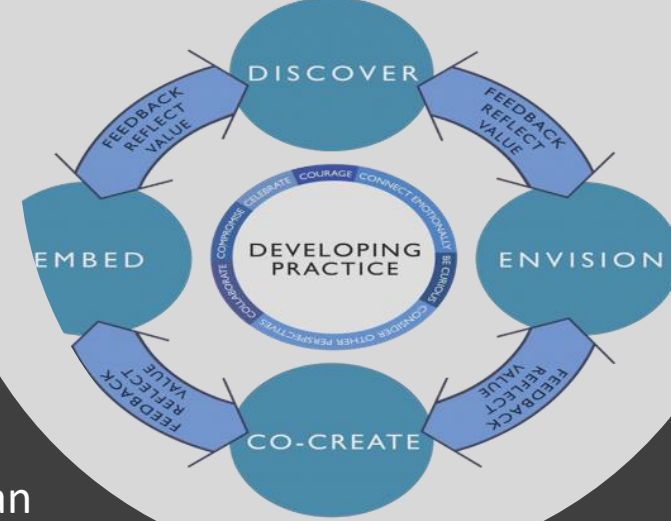 DISCOVER
FEEDBACK
REFLECT
VALUE
FEEDBACK
REFLECT
VALUE
COURAGE
CONNECT EMOTIONALLY
BE CURIOUS
CONSIDER OTHER PERSPECTIVES
COLLABORATE
COMPROMISE
CELEBRATE
DEVELOPING
PRACTICE
EMBED
ENVISION
FEEDBACK
REFLECT
VALUE
FEEDBACK
REFLECT
VALUE
CO-CREATE
an